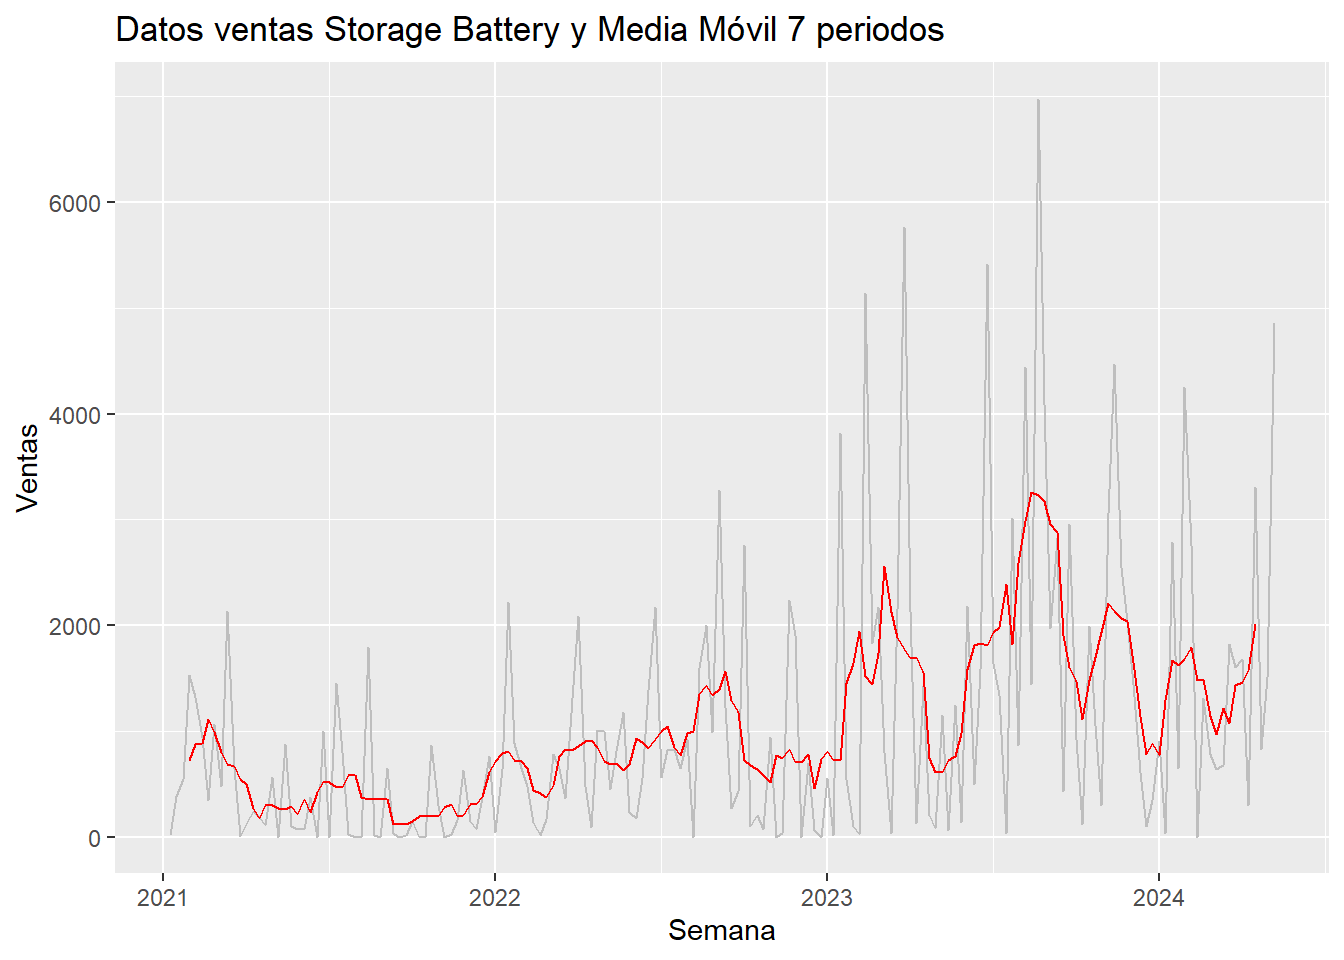 Datos ventas Storage Battery y Media Móvil 7 periodos
Ventas
6000
4000
2000
0
2021 2022 2023 2024
Semana